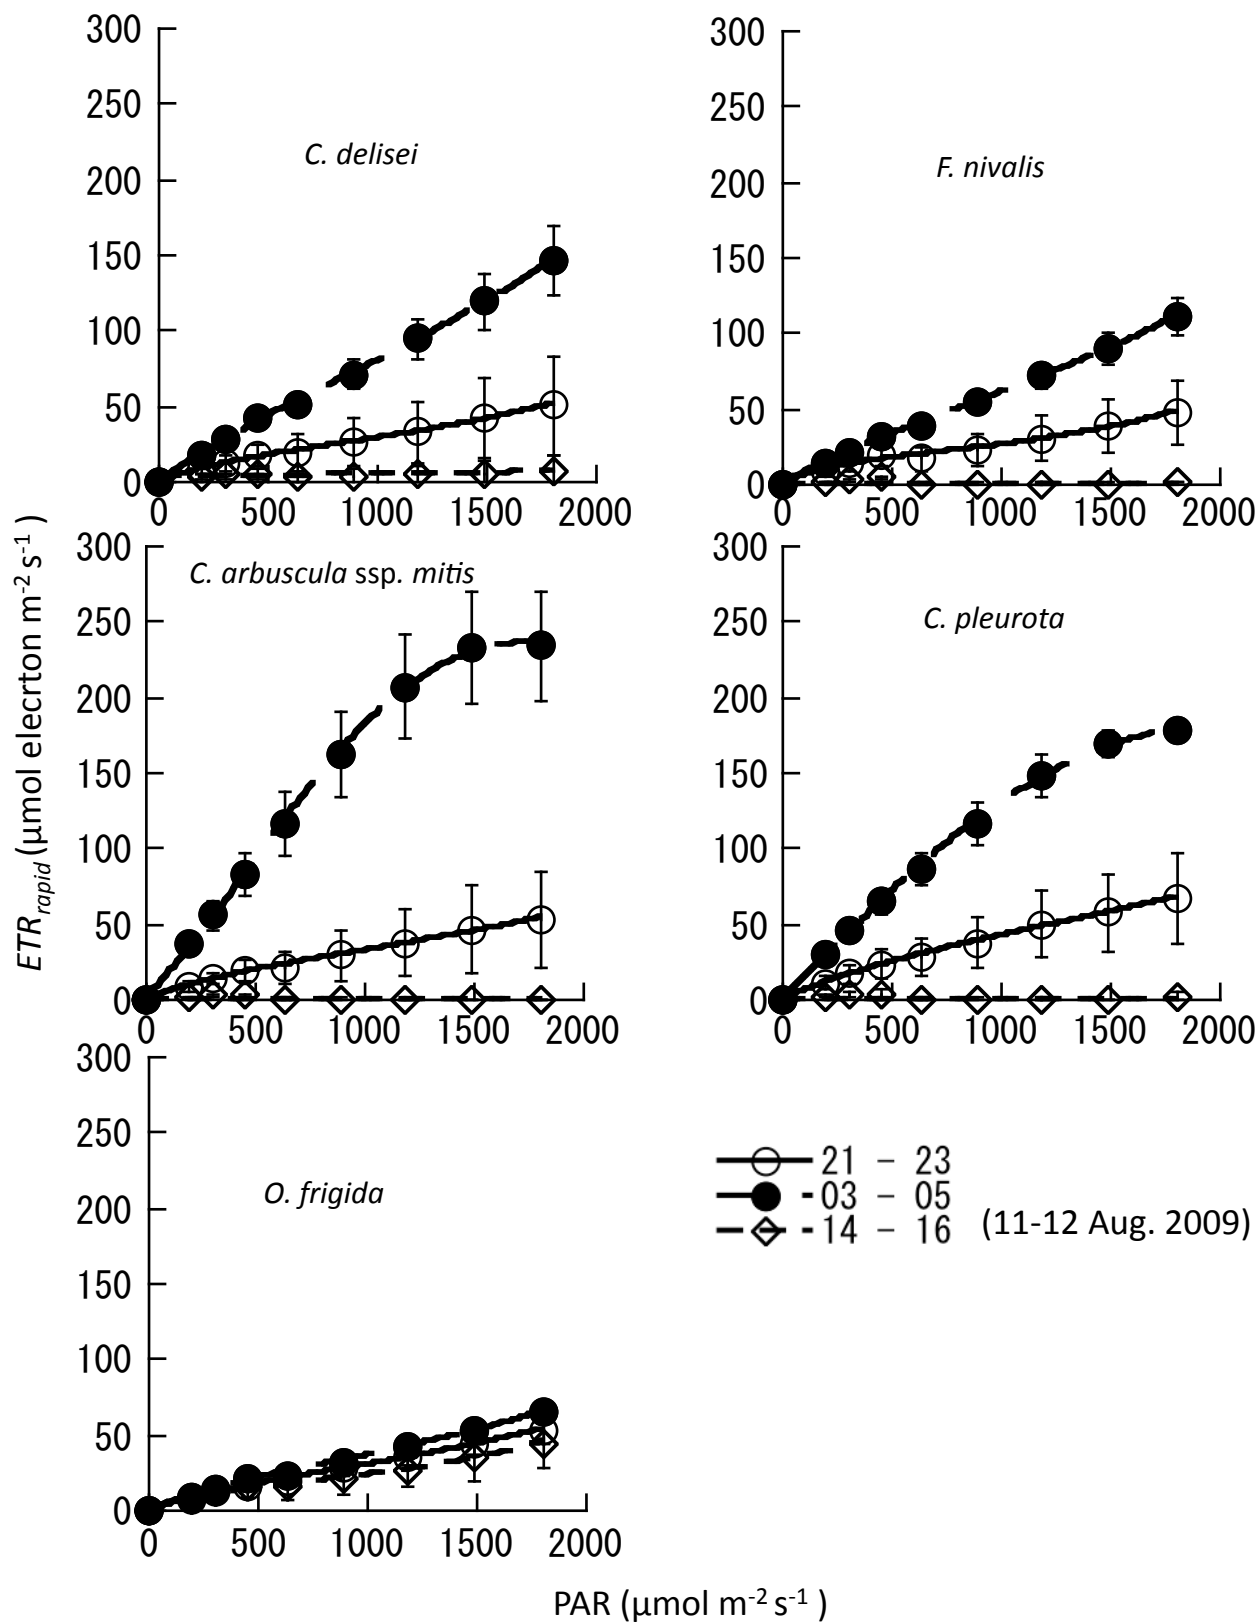 300
250
200
150
100
50
0
C. delisei
0 500 1000 1500 2000
300
250
200
150
100
50
0
F. nivalis
0 500 1000 1500 2000
ETRrapid (μmol elecrton m-2 s-1 )
300
250
200
150
100
50
0
C. arbuscula ssp. mitis
0 500 1000 1500 2000
300
250
200
150
100
50
0
C. pleurota
0 500 1000 1500 2000
300
250
200
150
100
50
0
O. frigida
0 500 1000 1500 2000
21 – 23
03 – 05
14 – 16 (11-12 Aug. 2009)
PAR (μmol m-2 s-1 )